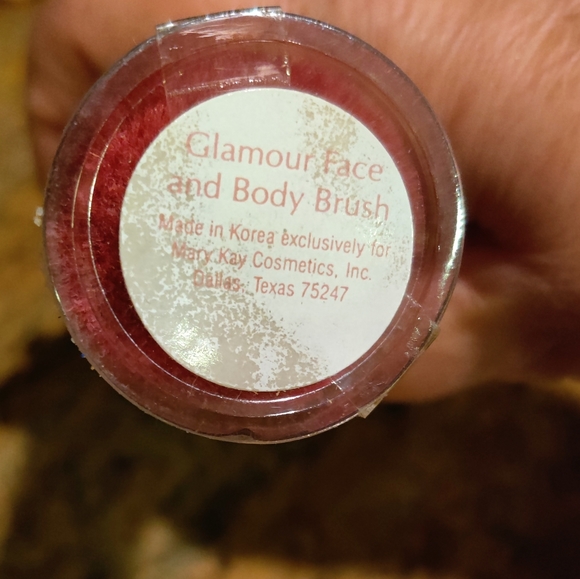 Glamour Face
and Body Brush
Made in Korea exclusively for
Mary Kay Cosmetics, Inc.
Dallas, Texas 75247